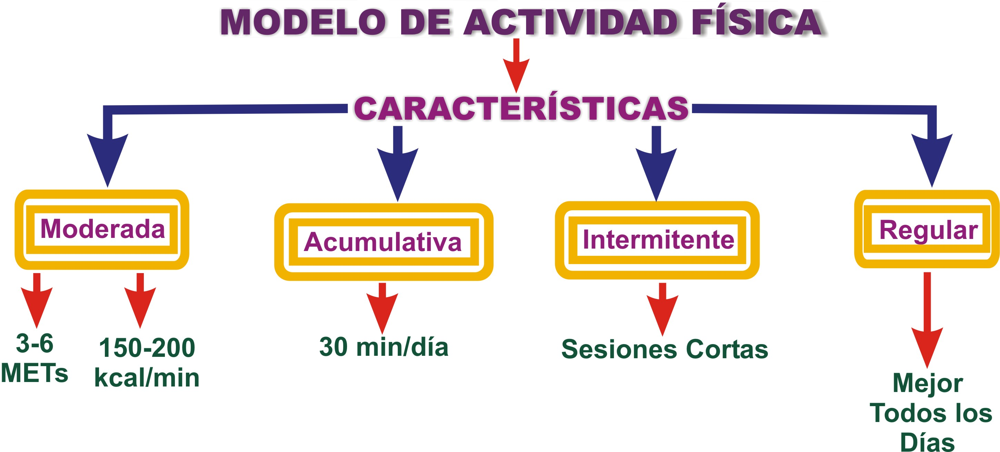 MODELO DE ACTIVIDAD FÍSICA
CARACTERÍSTICAS
Moderada
Acumulativa
Intermitente
Regular
3-6
METs
150-200
kcal/min
30 min/día
Sesiones Cortas
Mejor
Todos los
Días